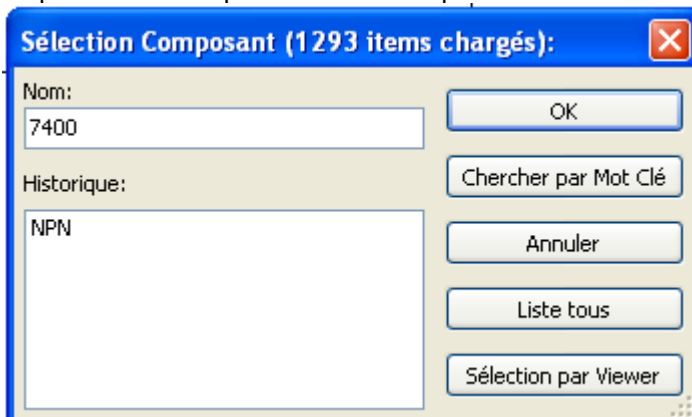 Sélection Composant (1293 items chargés):
Nom:
7400
OK
Chercher par Mot Clé
Historique:
NPN
Annuler
Liste tous
Sélection par Viewer